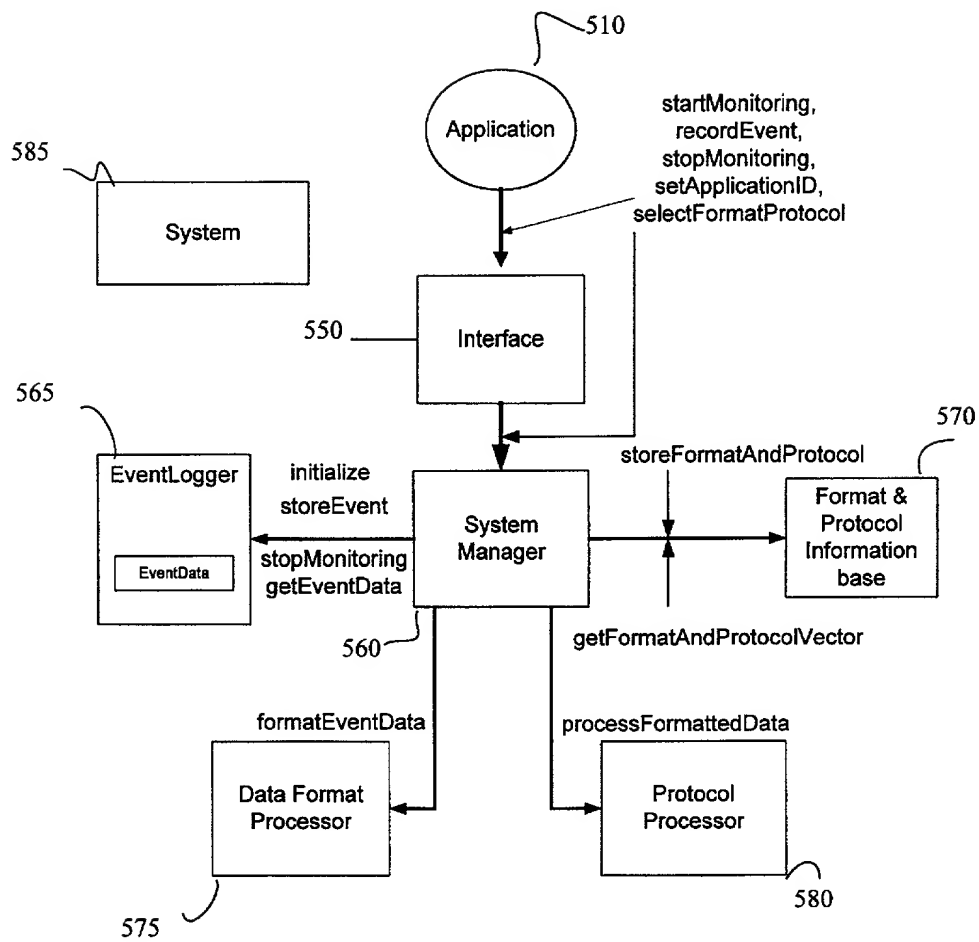 510
Application
startMonitoring,
recordEvent,
stopMonitoring,
setApplicationID,
selectFormatProtocol
585
System
550
Interface
565
EventLogger
EventData
initialize
storeEvent
stopMonitoring
getEventData
System
Manager
560
storeFormatAndProtocol
570
Format &
Protocol
Information
base
getFormatAndProtocolVector
formatEventData
processFormattedData
Data Format
Processor
575
Protocol
Processor
580